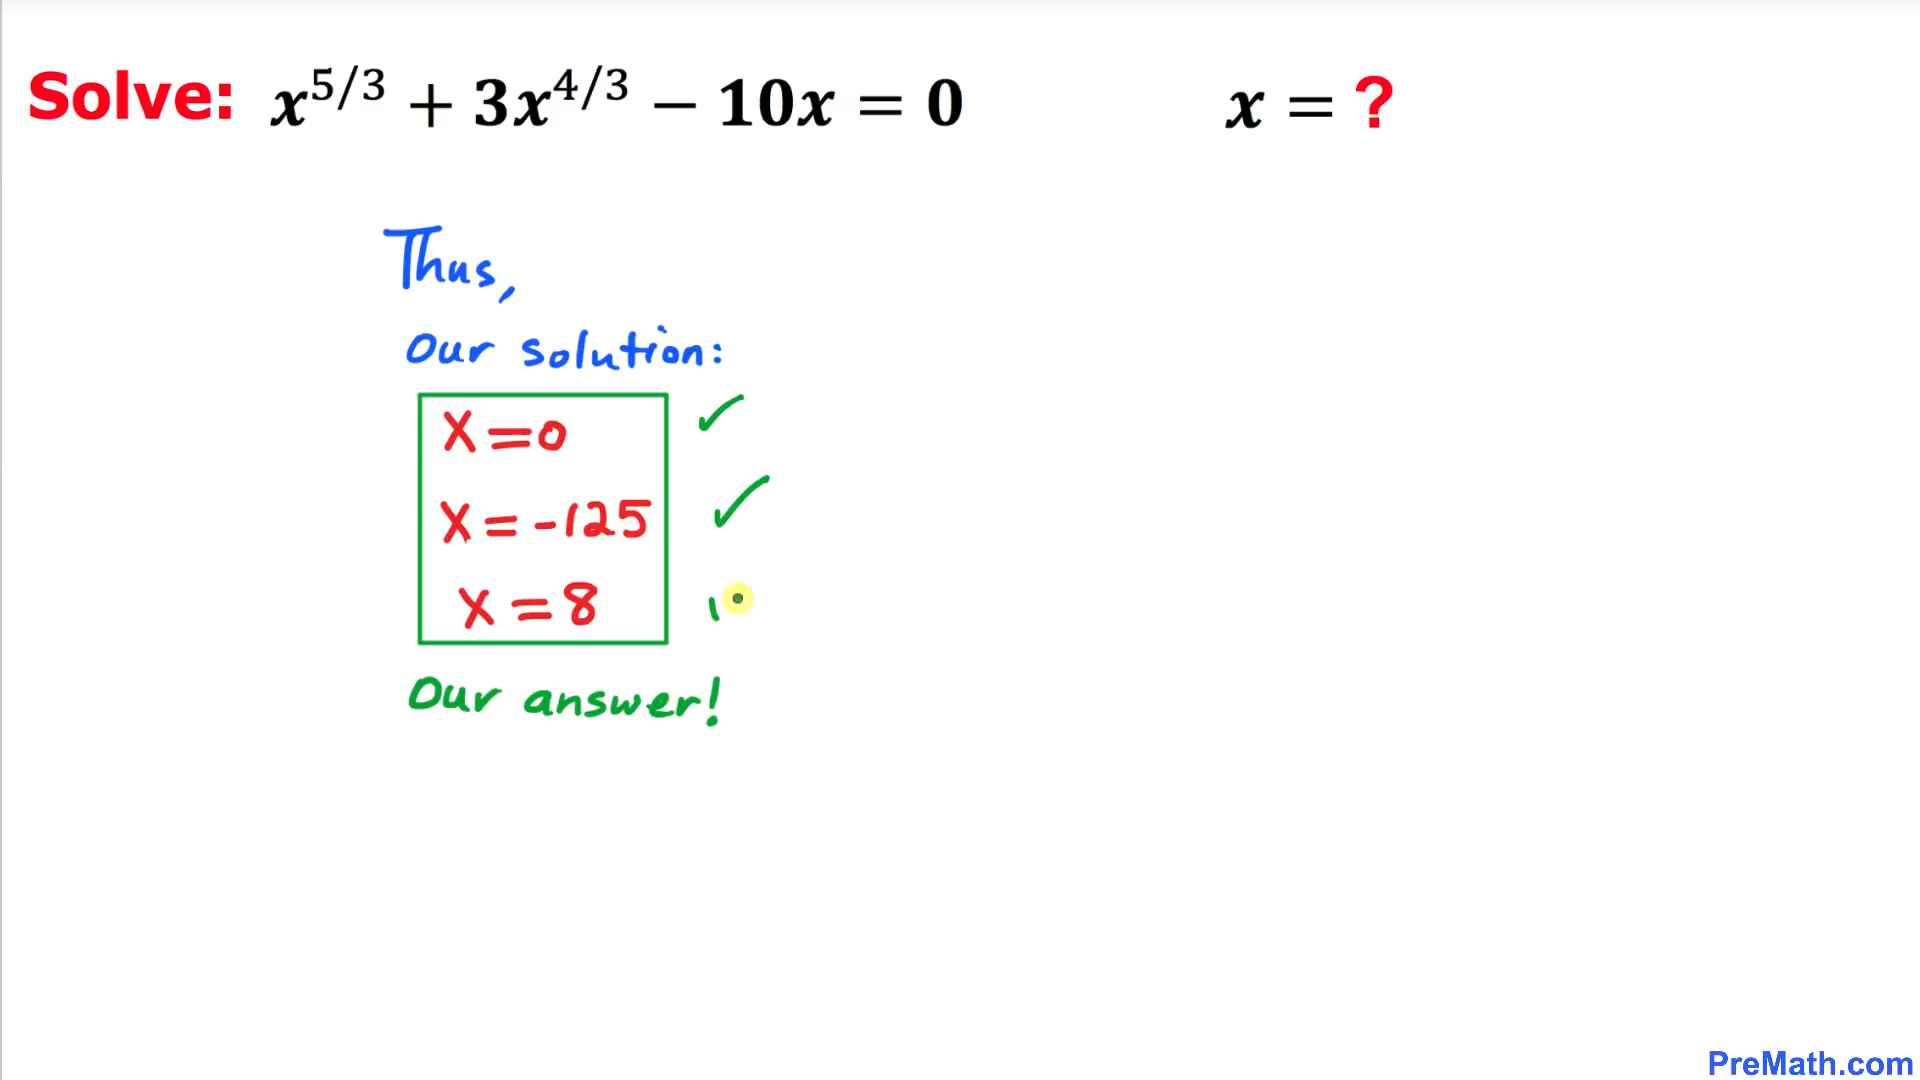 Solve: x^{5/3} + 3x^{4/3} − 10x = 0 x = ?
Thus,
Our solution:
x = 0
x = -125
x = 8
Our answer!
PreMath.com